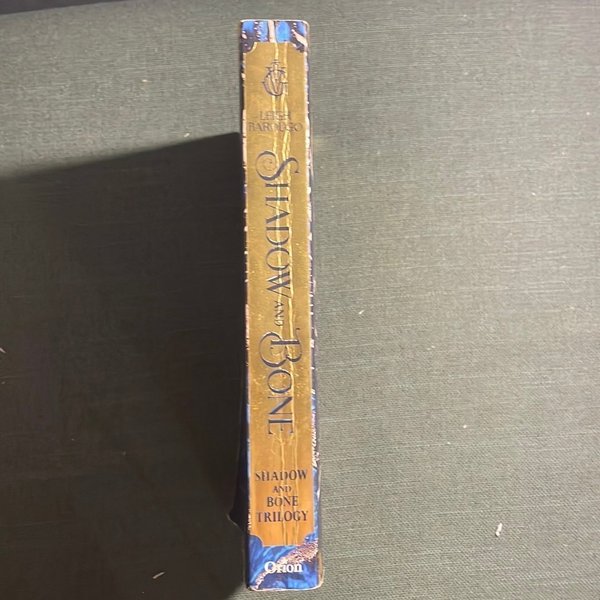 LEIGH
BARDUGO
SHADOW AND BONE
SHADOW
AND
BONE
TRILOGY
Orion